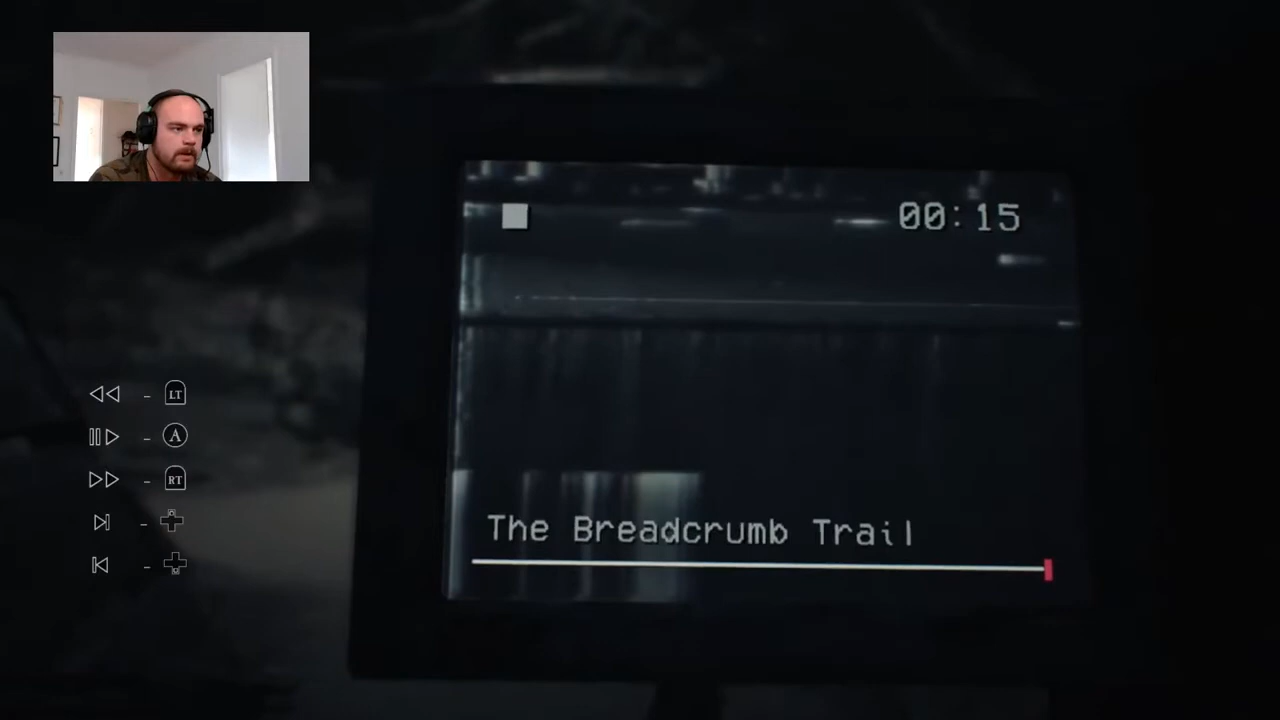 00:15
- LT
- A
- RT
-
-
The Breadcrumb Trail